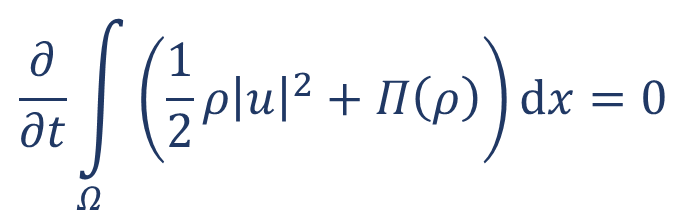 ∂/∂t ∫_Ω (1/2 ρ|u|² + Π(ρ)) dx = 0